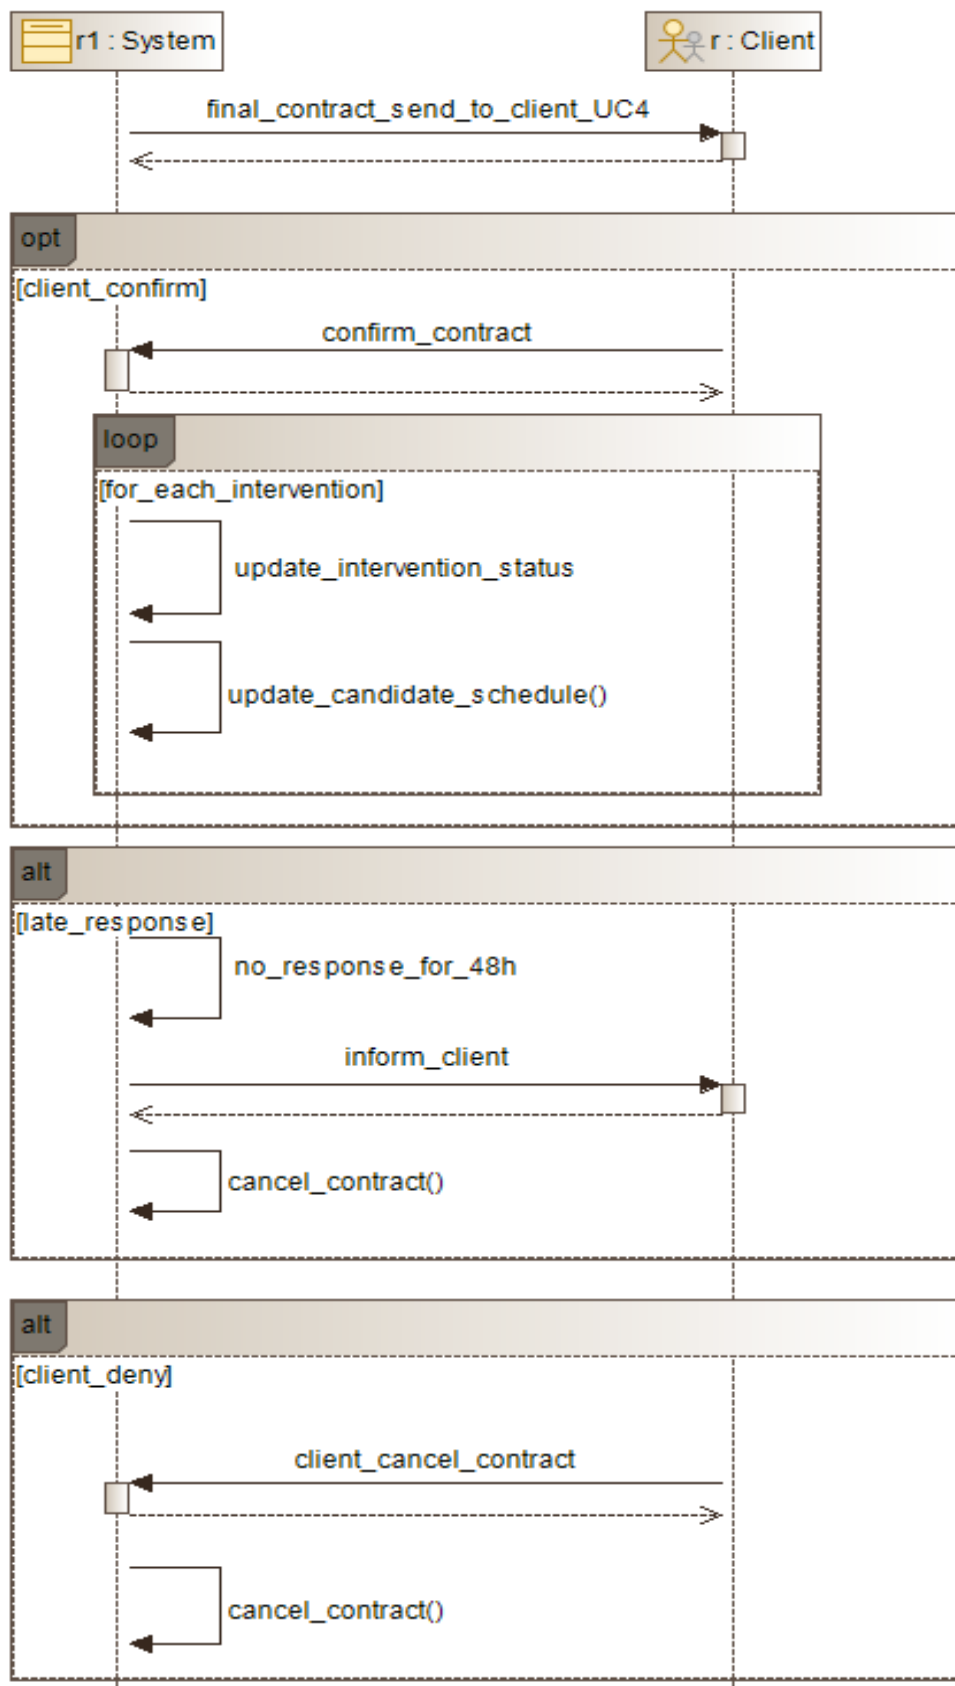 r1 : System
r : Client
final_contract_send_to_client_UC4
opt
[client_confirm]
confirm_contract
loop
[for_each_intervention]
update_intervention_status
update_candidate_schedule()
alt
[late_response]
no_response_for_48h
inform_client
cancel_contract()
alt
[client_deny]
client_cancel_contract
cancel_contract()